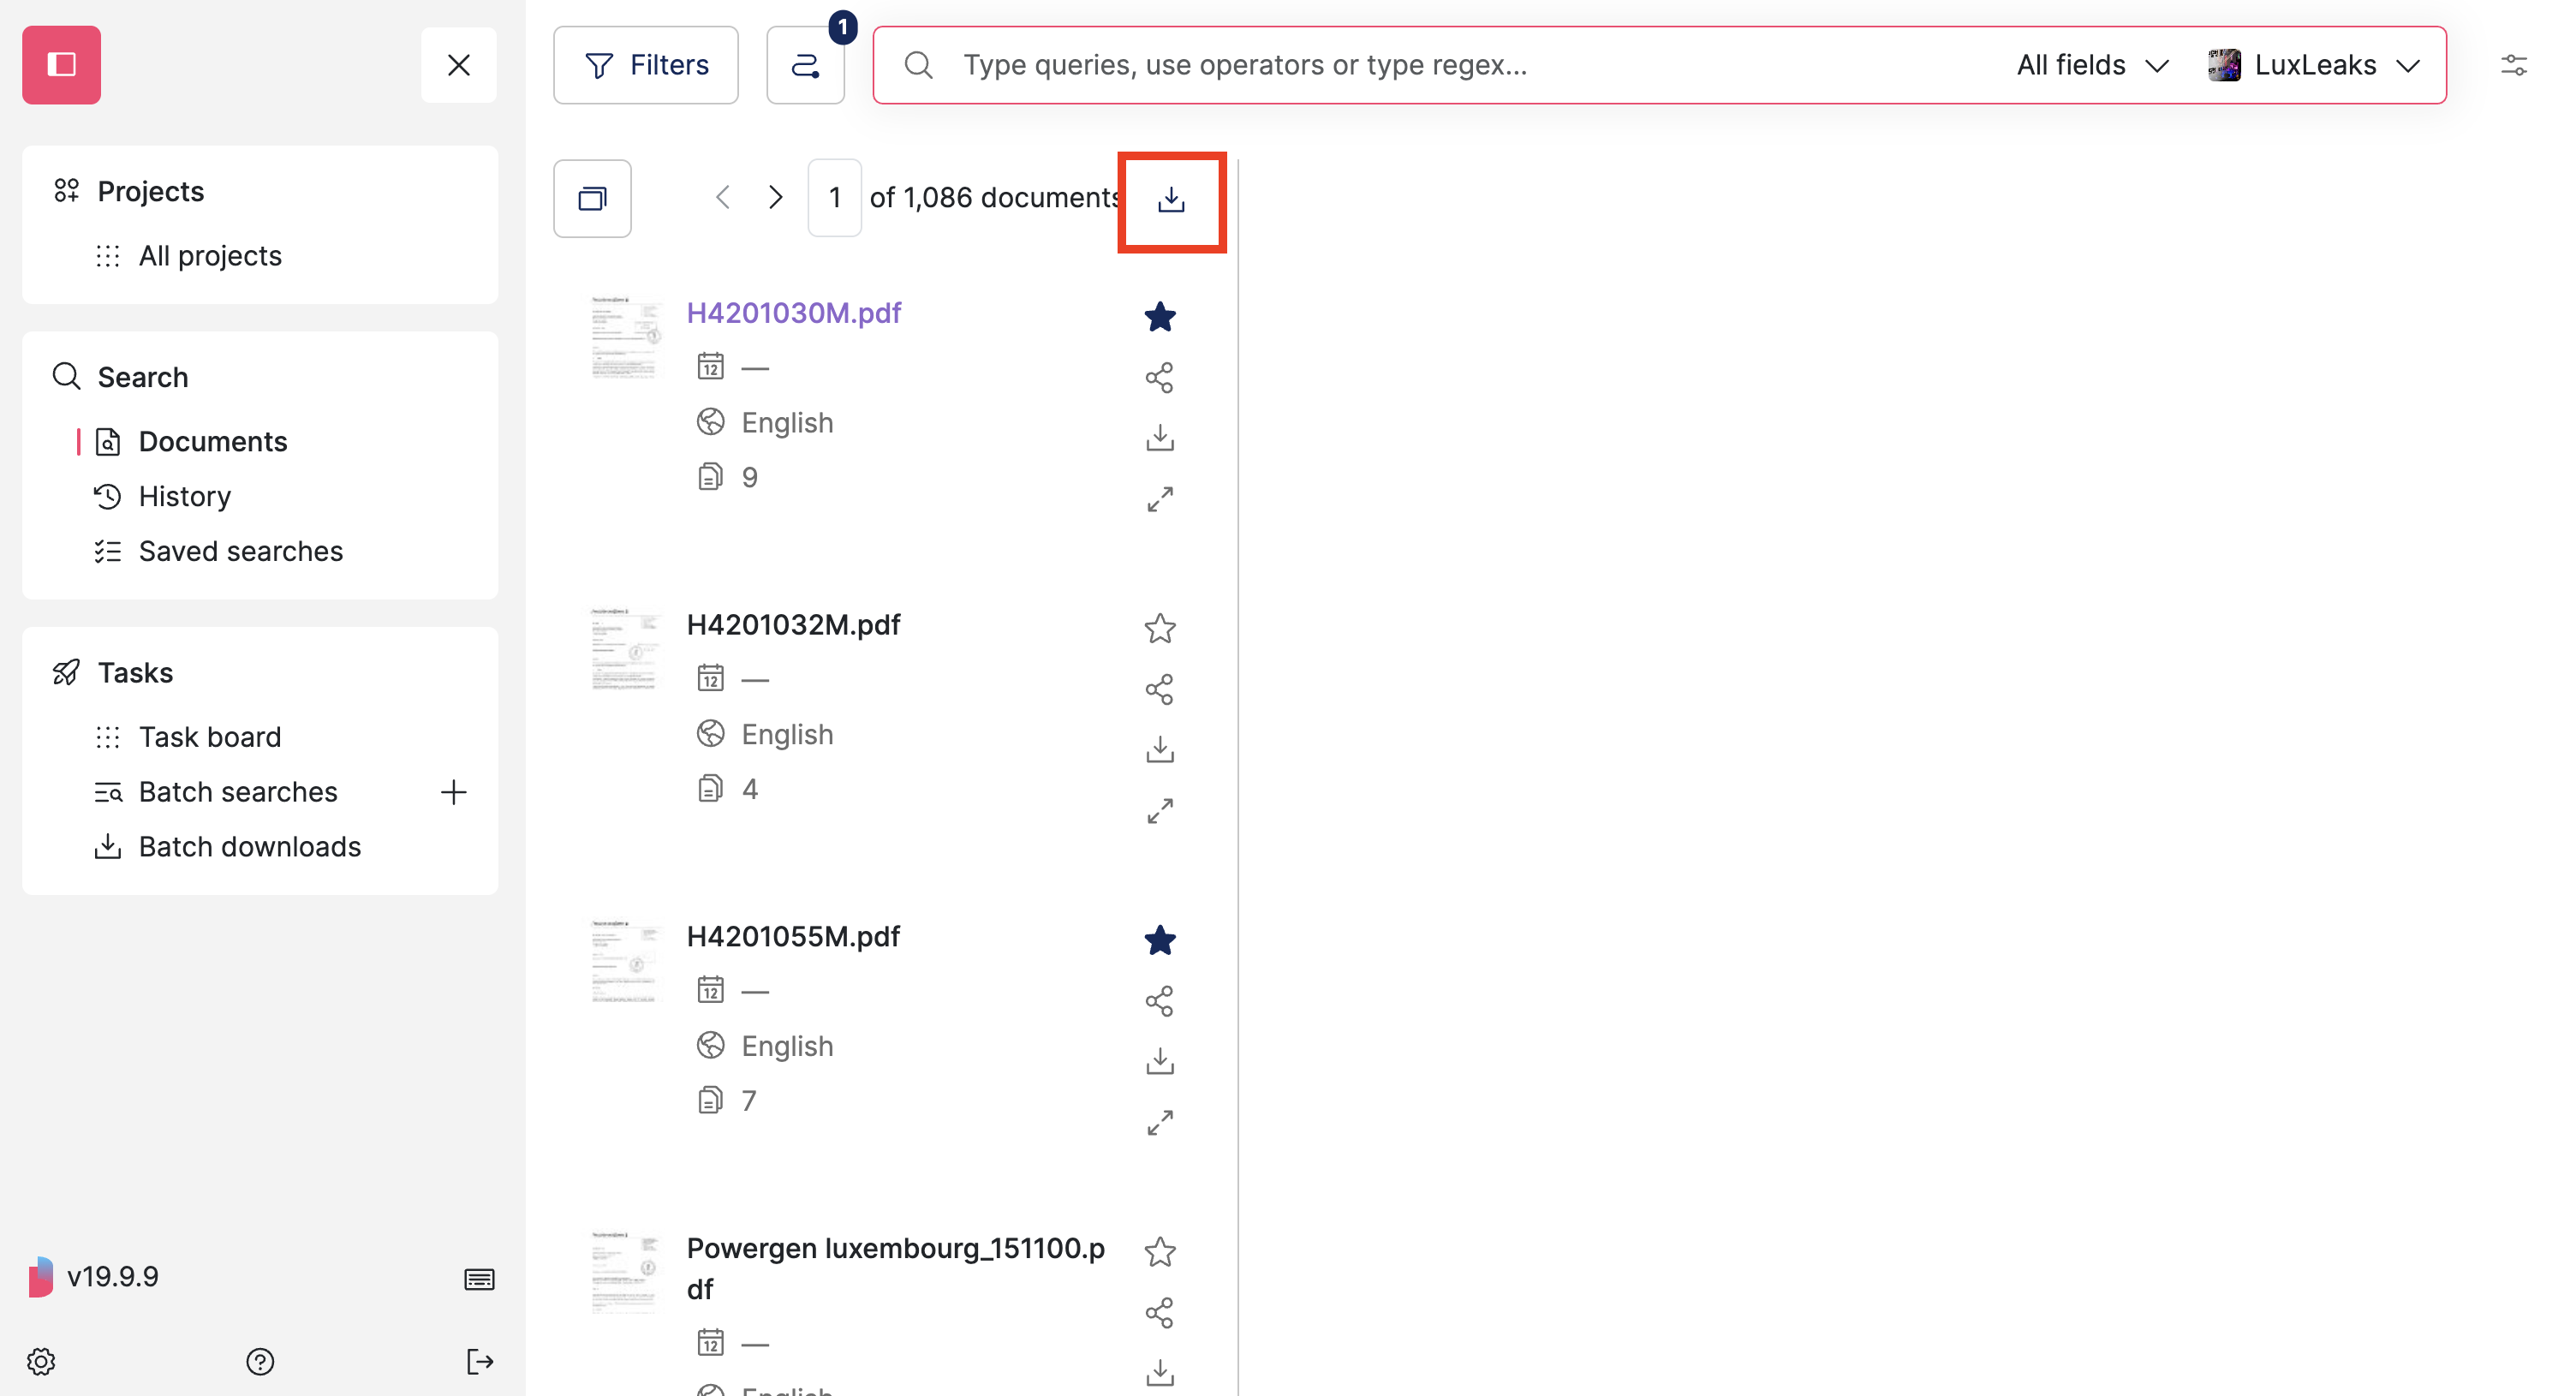 Projects
All projects
Search
Documents
History
Saved searches
Tasks
Task board
Batch searches
Batch downloads
v19.9.9
Filters
1
Type queries, use operators or type regex...
All fields
LuxLeaks
1 of 1,086 documents
H4201030M.pdf
12 —
English
9
H4201032M.pdf
12 —
English
4
H4201055M.pdf
12 —
English
7
Powergen luxembourg_151100.p
df
12 —
English